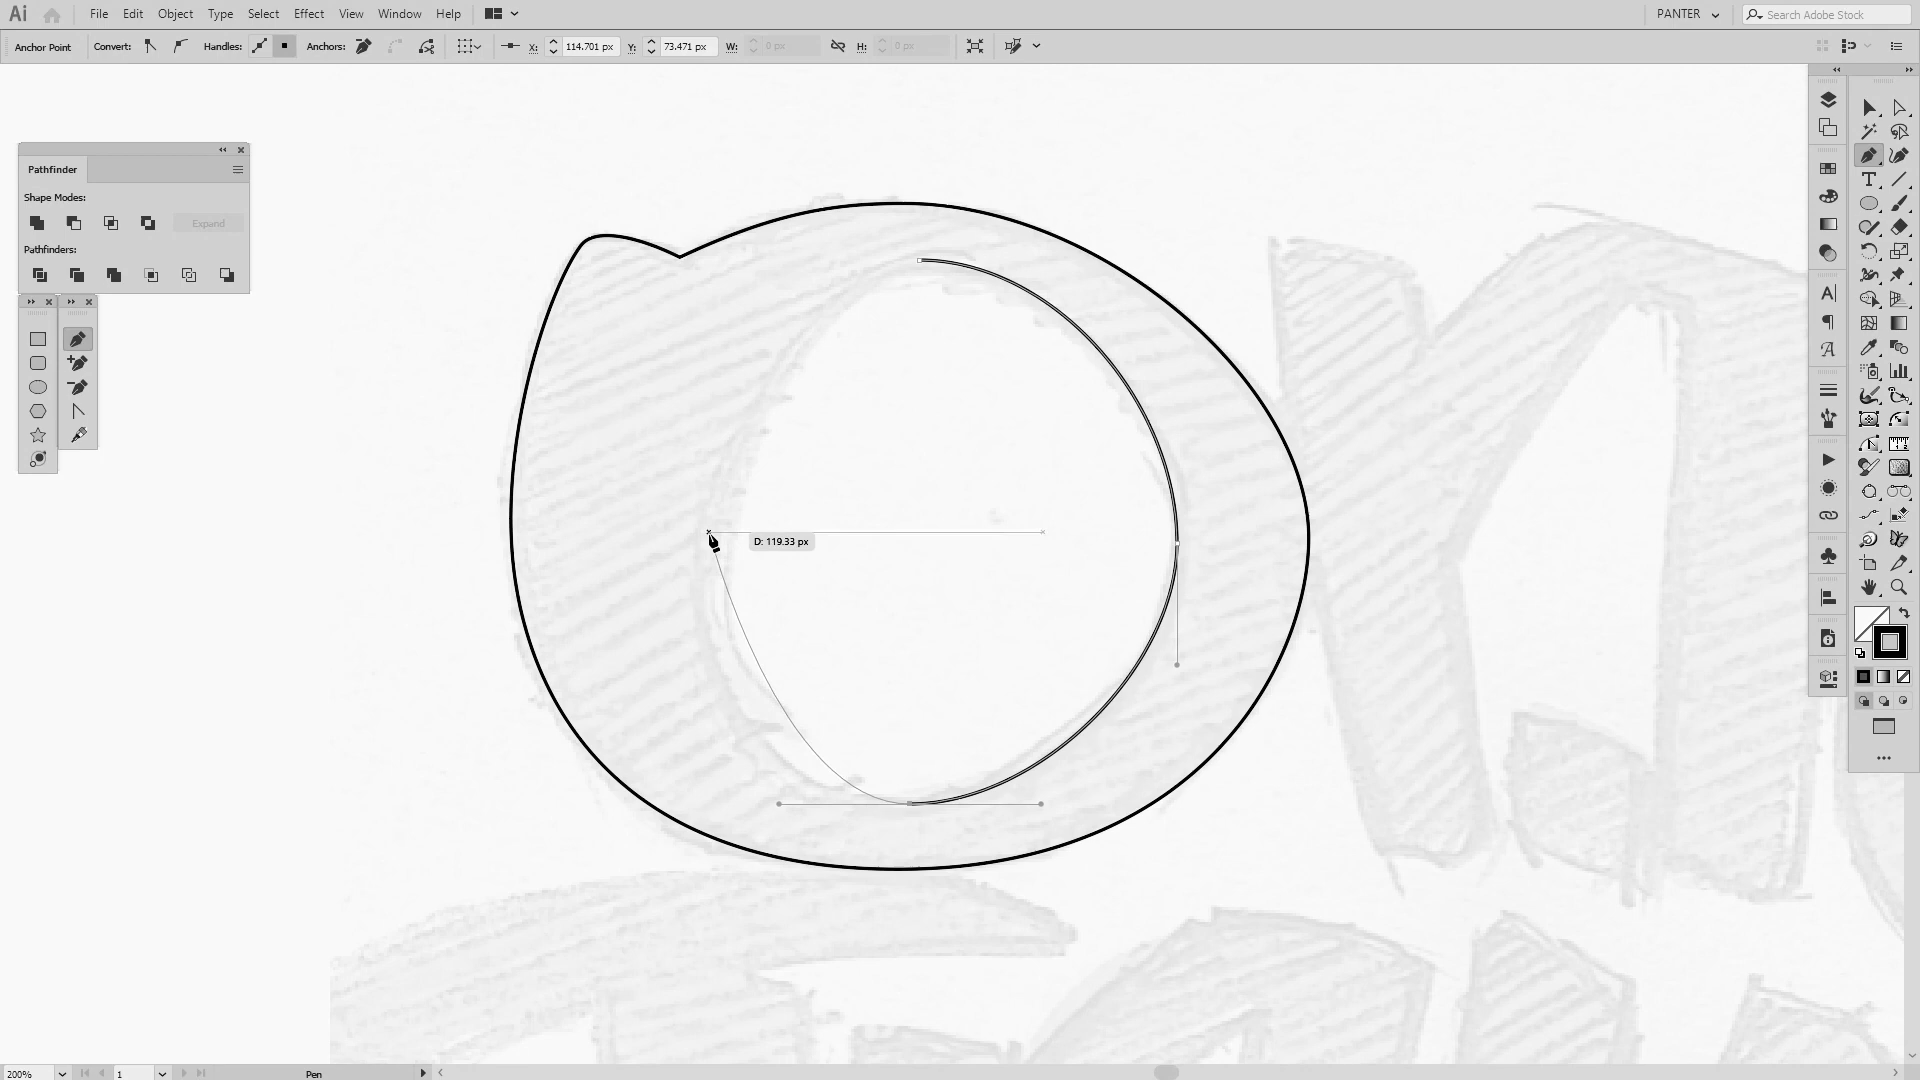 Ai File Edit Object Type Select Effect View Window Help PANTER Search Adobe Stock
Anchor Point Convert: Handles: Anchors: X: 114.701 px Y: 73.471 px W: 0 px H: 0 px
Pathfinder
Shape Modes:
Expand
Pathfinders:
D: 119.33 px
200% 1 Pen